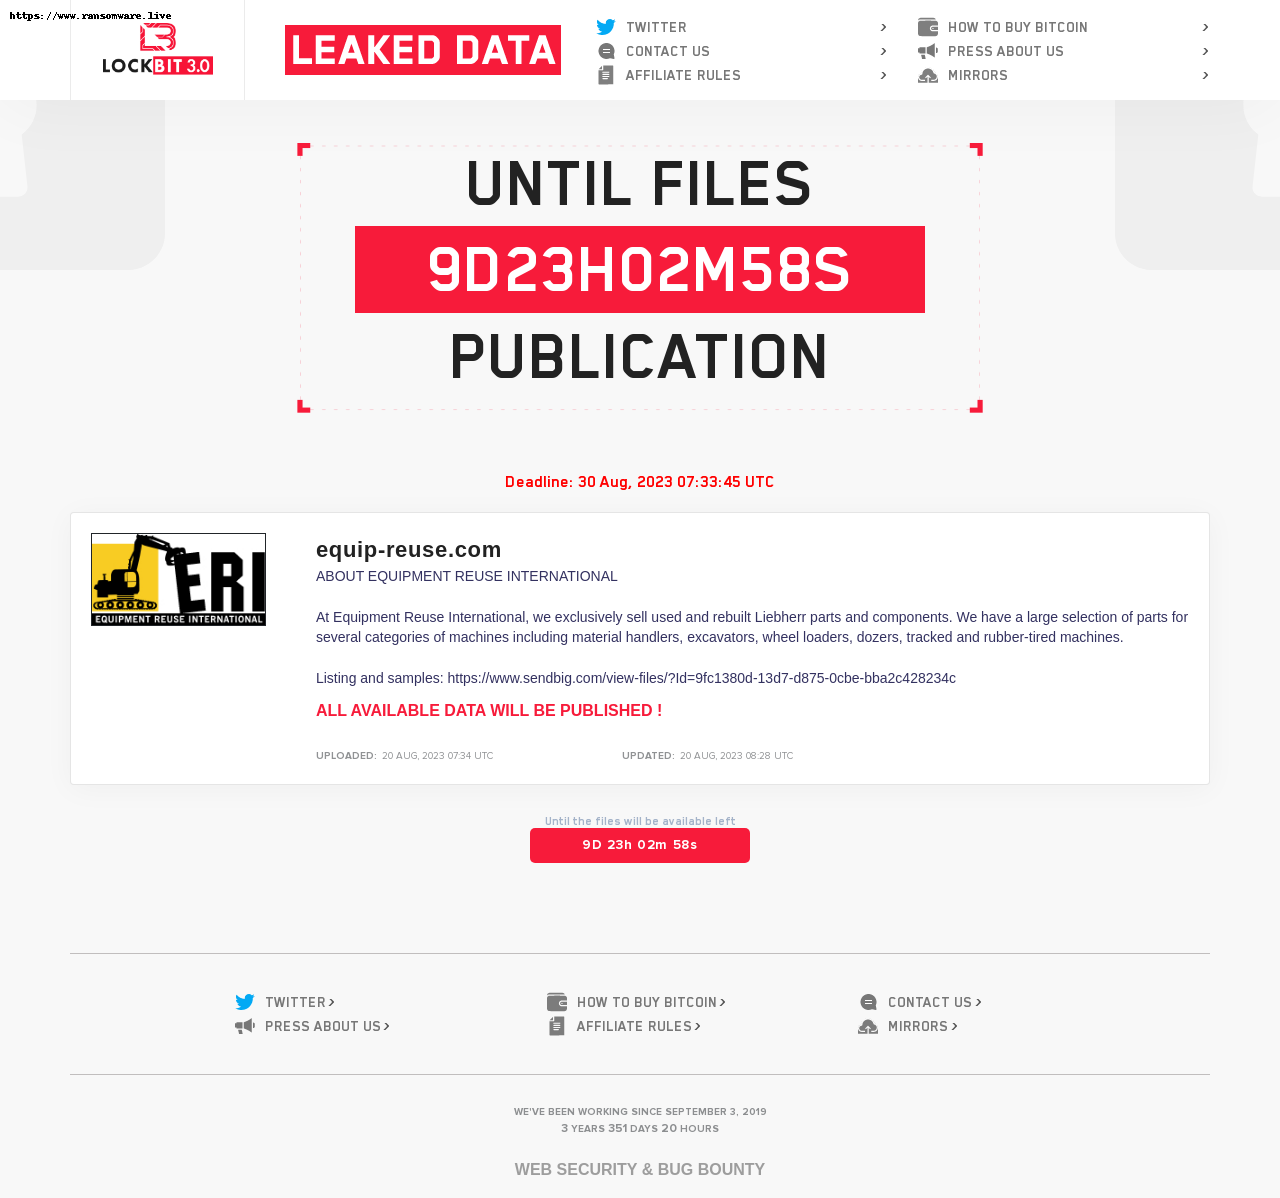 https://www.ransomware.live
LOCKBIT 3.0
LEAKED DATA
TWITTER >
CONTACT US >
AFFILIATE RULES >
HOW TO BUY BITCOIN >
PRESS ABOUT US >
MIRRORS >
UNTIL FILES
9D23H02M58S
PUBLICATION
Deadline: 30 Aug, 2023 07:33:45 UTC
ERI
EQUIPMENT REUSE INTERNATIONAL
equip-reuse.com
ABOUT EQUIPMENT REUSE INTERNATIONAL
At Equipment Reuse International, we exclusively sell used and rebuilt Liebherr parts and components. We have a large selection of parts for
several categories of machines including material handlers, excavators, wheel loaders, dozers, tracked and rubber-tired machines.
Listing and samples: https://www.sendbig.com/view-files/?Id=9fc1380d-13d7-d875-0cbe-bba2c428234c
ALL AVAILABLE DATA WILL BE PUBLISHED !
UPLOADED: 20 AUG, 2023 07:34 UTC
UPDATED: 20 AUG, 2023 08:28 UTC
Until the files will be available left
9D 23h 02m 58s
TWITTER >
HOW TO BUY BITCOIN >
CONTACT US >
PRESS ABOUT US >
AFFILIATE RULES >
MIRRORS >
WE'VE BEEN WORKING SINCE SEPTEMBER 3, 2019
3 YEARS 351 DAYS 20 HOURS
WEB SECURITY & BUG BOUNTY